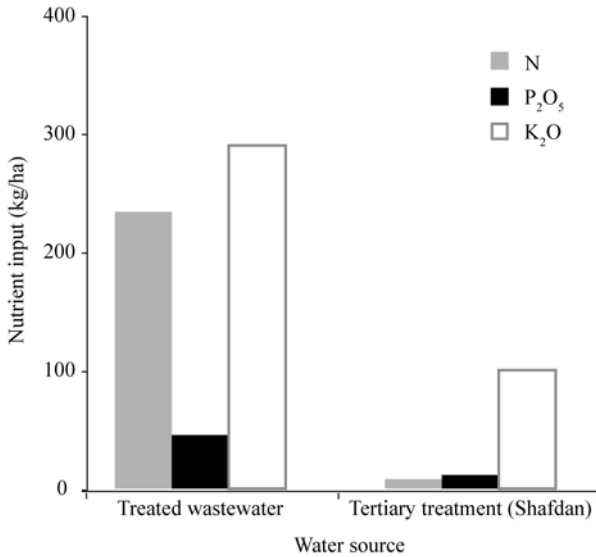 400
300
200
100
0
Nutrient input (kg/ha)
N
P₂O₅
K₂O
Treated wastewater
Tertiary treatment (Shafdan)
Water source